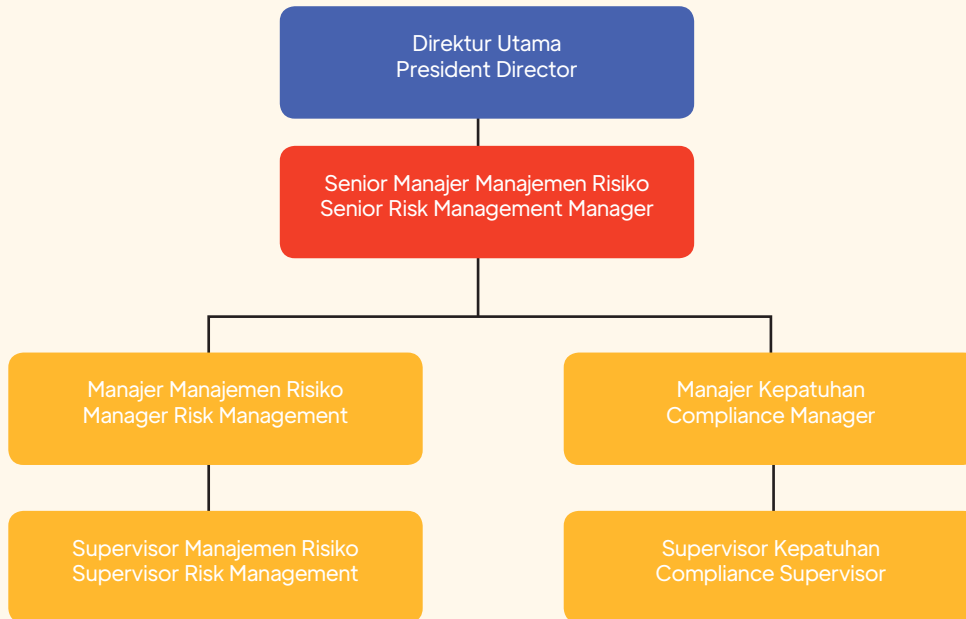 Direktur Utama
President Director
Senior Manajer Manajemen Risiko
Senior Risk Management Manager
Manajer Manajemen Risiko
Manager Risk Management
Manajer Kepatuhan
Compliance Manager
Supervisor Manajemen Risiko
Supervisor Risk Management
Supervisor Kepatuhan
Compliance Supervisor